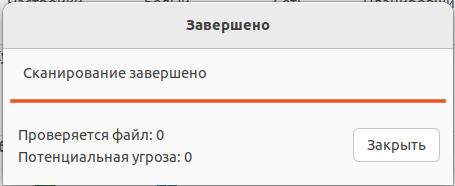 Завершено
Сканирование завершено
Проверяется файл: 0
Потенциальная угроза: 0
Закрыть